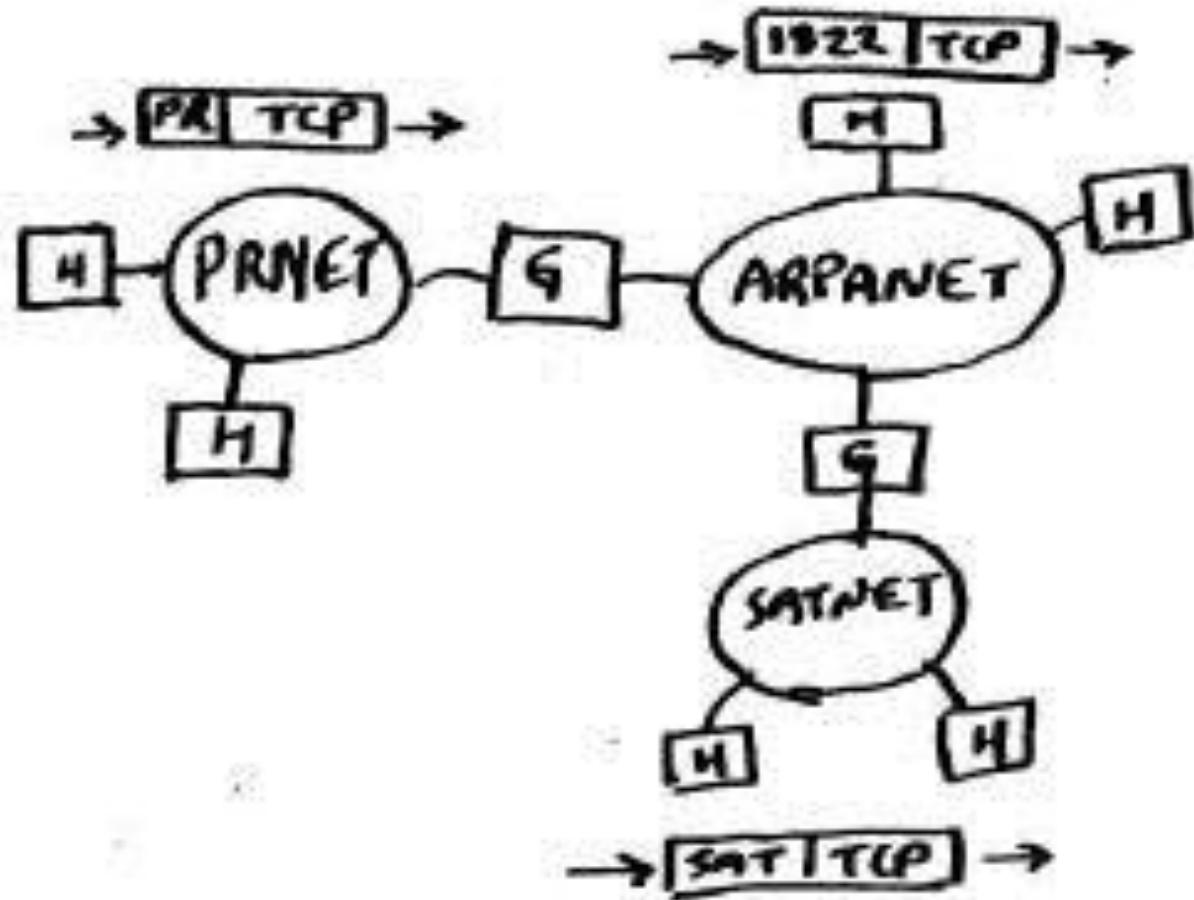 1822 TCP
PR TCP
H
H
H
PRNET
G
ARPANET
H
G
SATNET
H
H
SAT TCP